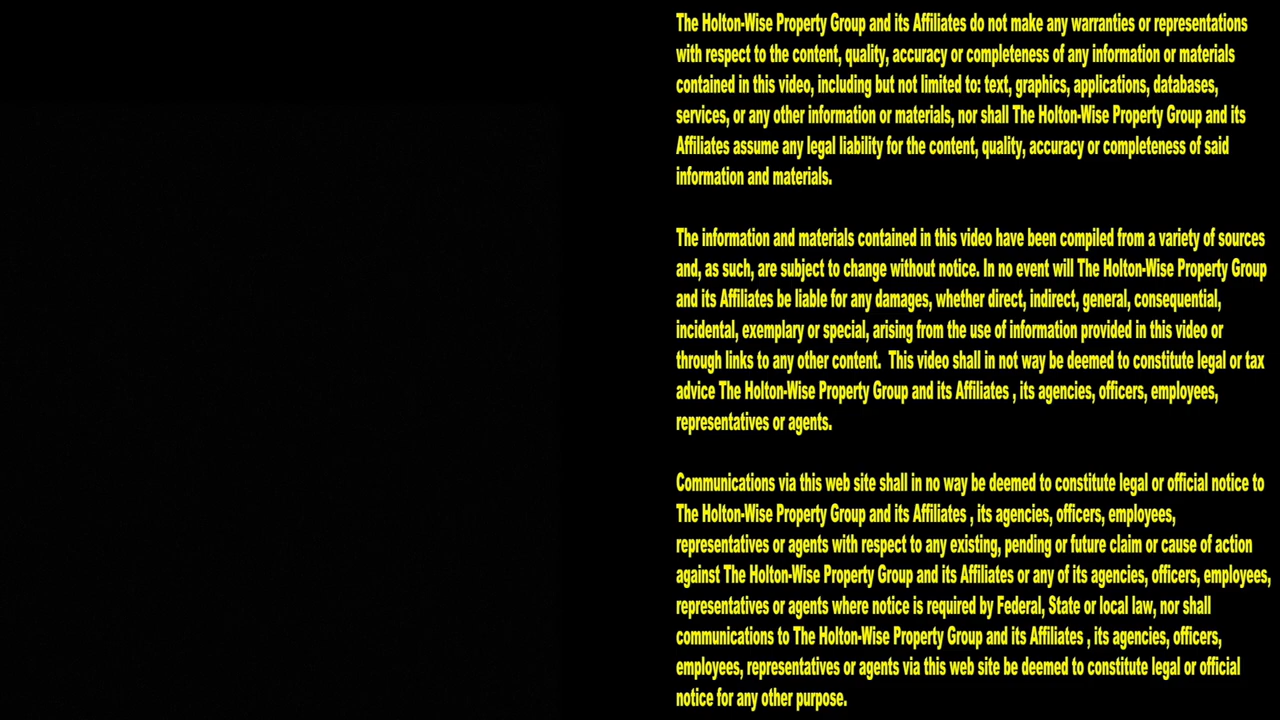 The Holton-Wise Property Group and its Affiliates do not make any warranties or representations
with respect to the content, quality, accuracy or completeness of any information or materials
contained in this video, including but not limited to: text, graphics, applications, databases,
services, or any other information or materials, nor shall The Holton-Wise Property Group and its
Affiliates assume any legal liability for the content, quality, accuracy or completeness of said
information and materials.
The information and materials contained in this video have been compiled from a variety of sources
and, as such, are subject to change without notice. In no event will The Holton-Wise Property Group
and its Affiliates be liable for any damages, whether direct, indirect, general, consequential,
incidental, exemplary or special, arising from the use of information provided in this video or
through links to any other content.  This video shall in not way be deemed to constitute legal or tax
advice The Holton-Wise Property Group and its Affiliates , its agencies, officers, employees,
representatives or agents.
Communications via this web site shall in no way be deemed to constitute legal or official notice to
The Holton-Wise Property Group and its Affiliates , its agencies, officers, employees,
representatives or agents with respect to any existing, pending or future claim or cause of action
against The Holton-Wise Property Group and its Affiliates or any of its agencies, officers, employees,
representatives or agents where notice is required by Federal, State or local law, nor shall
communications to The Holton-Wise Property Group and its Affiliates , its agencies, officers,
employees, representatives or agents via this web site be deemed to constitute legal or official
notice for any other purpose.